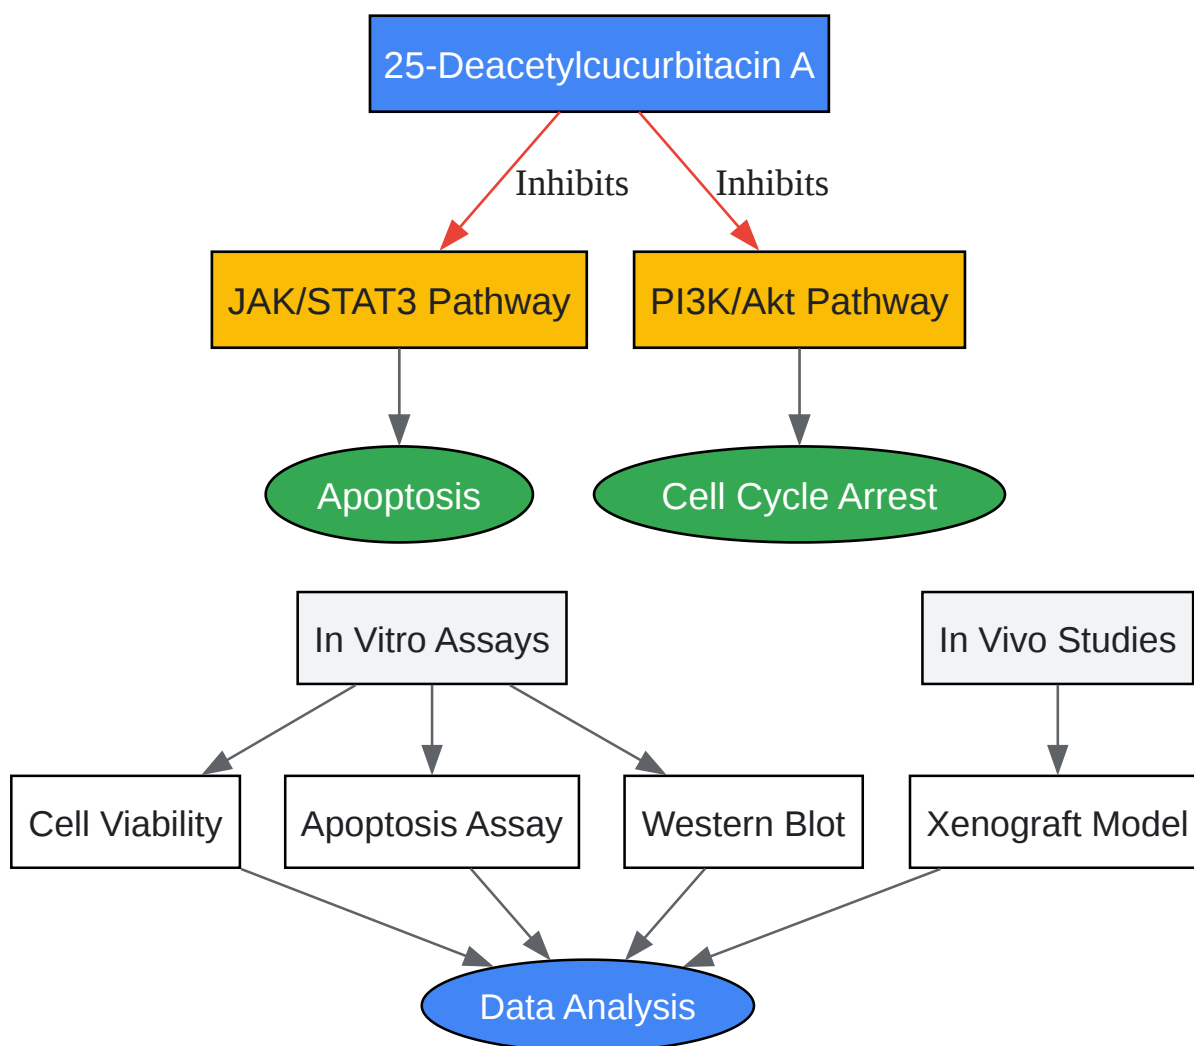 25-Deacetylcucurbitacin A
Inhibits
Inhibits
JAK/STAT3 Pathway
PI3K/Akt Pathway
Apoptosis
Cell Cycle Arrest
In Vitro Assays
In Vivo Studies
Cell Viability
Apoptosis Assay
Western Blot
Xenograft Model
Data Analysis